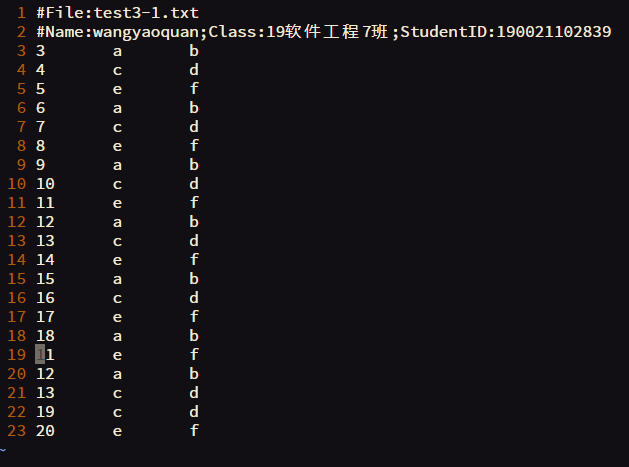 1 #File:test3-1.txt
2 #Name:wangyaoquan;Class:19软件工程7班;StudentID:190021102839
3 3 a b
4 4 c d
5 5 e f
6 6 a b
7 7 c d
8 8 e f
9 9 a b
10 10 c d
11 11 e f
12 12 a b
13 13 c d
14 14 e f
15 15 a b
16 16 c d
17 17 e f
18 18 a b
19 11 e f
20 12 a b
21 13 c d
22 19 c d
23 20 e f
~